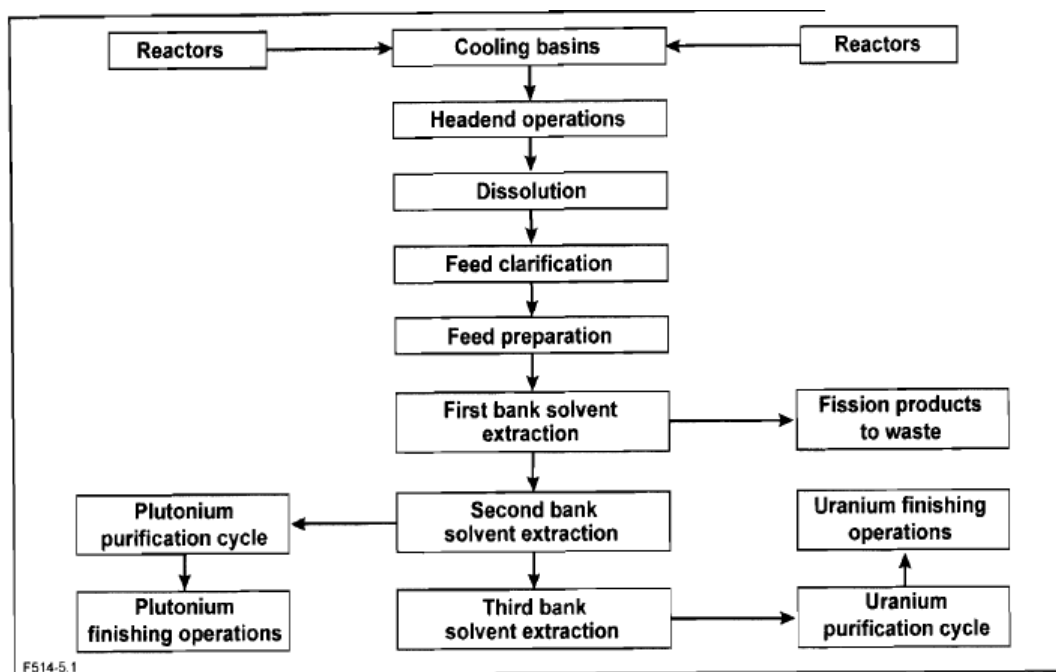 Reactors
Cooling basins
Reactors
Headend operations
Dissolution
Feed clarification
Feed preparation
First bank solvent
extraction
Fission products
to waste
Plutonium
purification cycle
Second bank
solvent extraction
Uranium finishing
operations
Plutonium
finishing operations
Third bank
solvent extraction
Uranium
purification cycle
F514-5.1